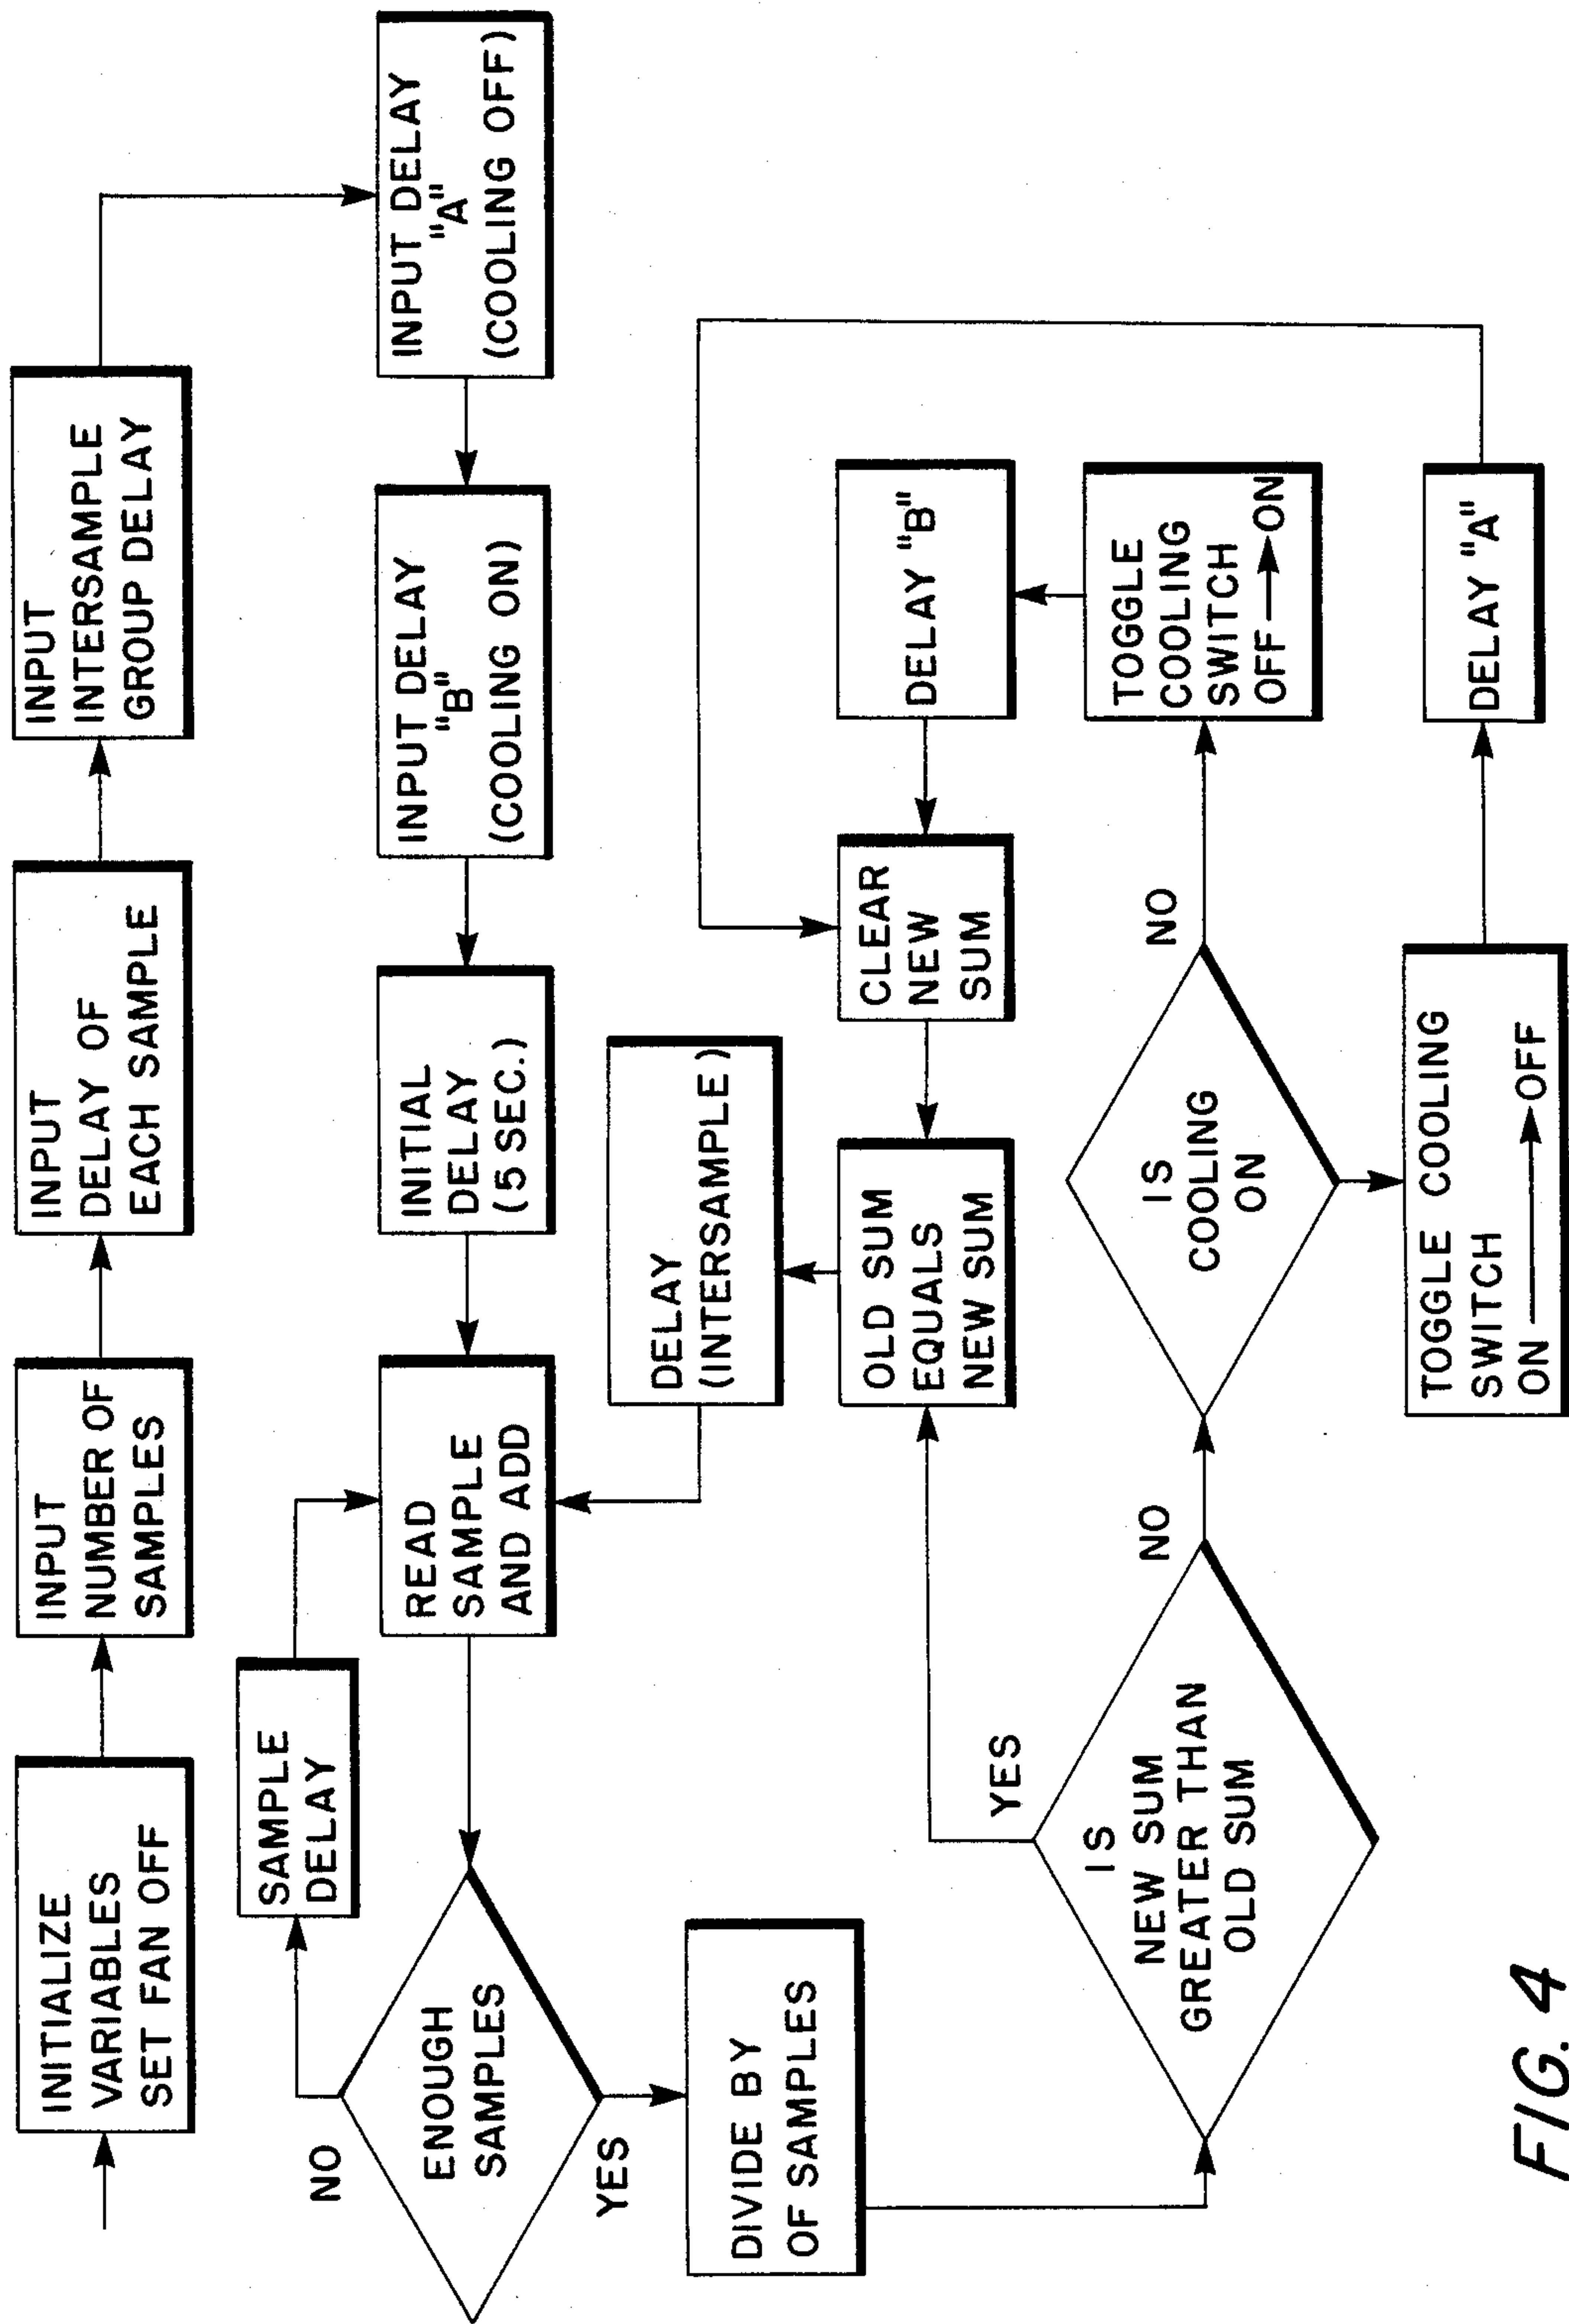 INITIALIZE
VARIABLES
SET FAN OFF
INPUT
NUMBER OF
SAMPLES
INPUT
DELAY OF
EACH SAMPLE
INPUT
INTERSAMPLE
GROUP DELAY
INPUT DELAY
"A"
(COOLING OFF)
INPUT DELAY
"B"
(COOLING ON)
INITIAL
DELAY
(5 SEC.)
READ
SAMPLE
AND ADD
SAMPLE
DELAY
NO
ENOUGH
SAMPLES
YES
DIVIDE BY
OF SAMPLES
IS
NEW SUM
GREATER THAN
OLD SUM
YES
NO
OLD SUM
EQUALS
NEW SUM
DELAY
(INTERSAMPLE)
CLEAR
NEW
SUM
DELAY "B"
IS
COOLING
ON
NO
TOGGLE
COOLING
SWITCH
OFF → ON
TOGGLE COOLING
SWITCH
ON → OFF
DELAY "A"
FIG. 4